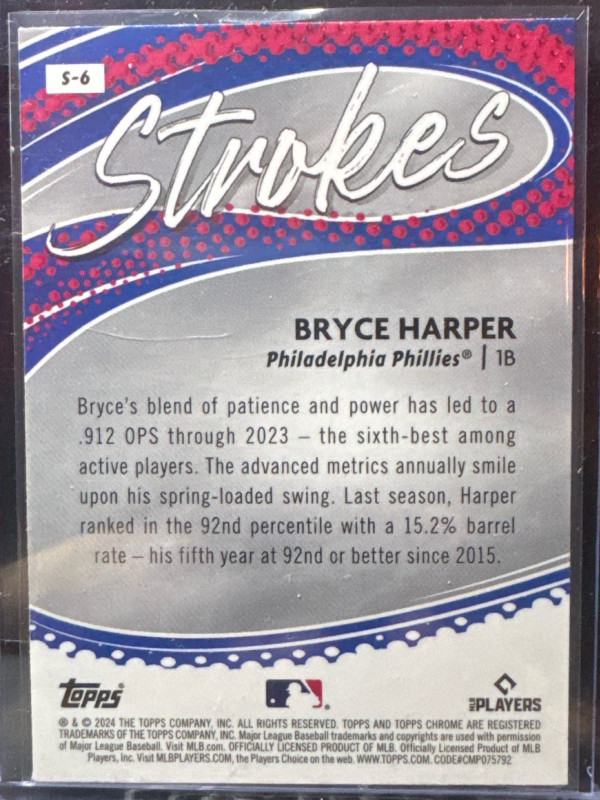 S-6
Strokes
BRYCE HARPER
Philadelphia Phillies® | 1B
Bryce's blend of patience and power has led to a
.912 OPS through 2023 – the sixth-best among
active players. The advanced metrics annually smile
upon his spring-loaded swing. Last season, Harper
ranked in the 92nd percentile with a 15.2% barrel
rate – his fifth year at 92nd or better since 2015.
Topps®
MLB PLAYERS
® & © 2024 THE TOPPS COMPANY, INC. ALL RIGHTS RESERVED. TOPPS AND TOPPS CHROME ARE REGISTERED
TRADEMARKS OF THE TOPPS COMPANY, INC. Major League Baseball trademarks and copyrights are used with permission
of Major League Baseball. Visit MLB.com. OFFICIALLY LICENSED PRODUCT OF MLB. Officially Licensed Product of MLB
Players, Inc. Visit MLBPLAYERS.COM, the Players Choice on the web. WWW.TOPPS.COM. CODE#CMP075792